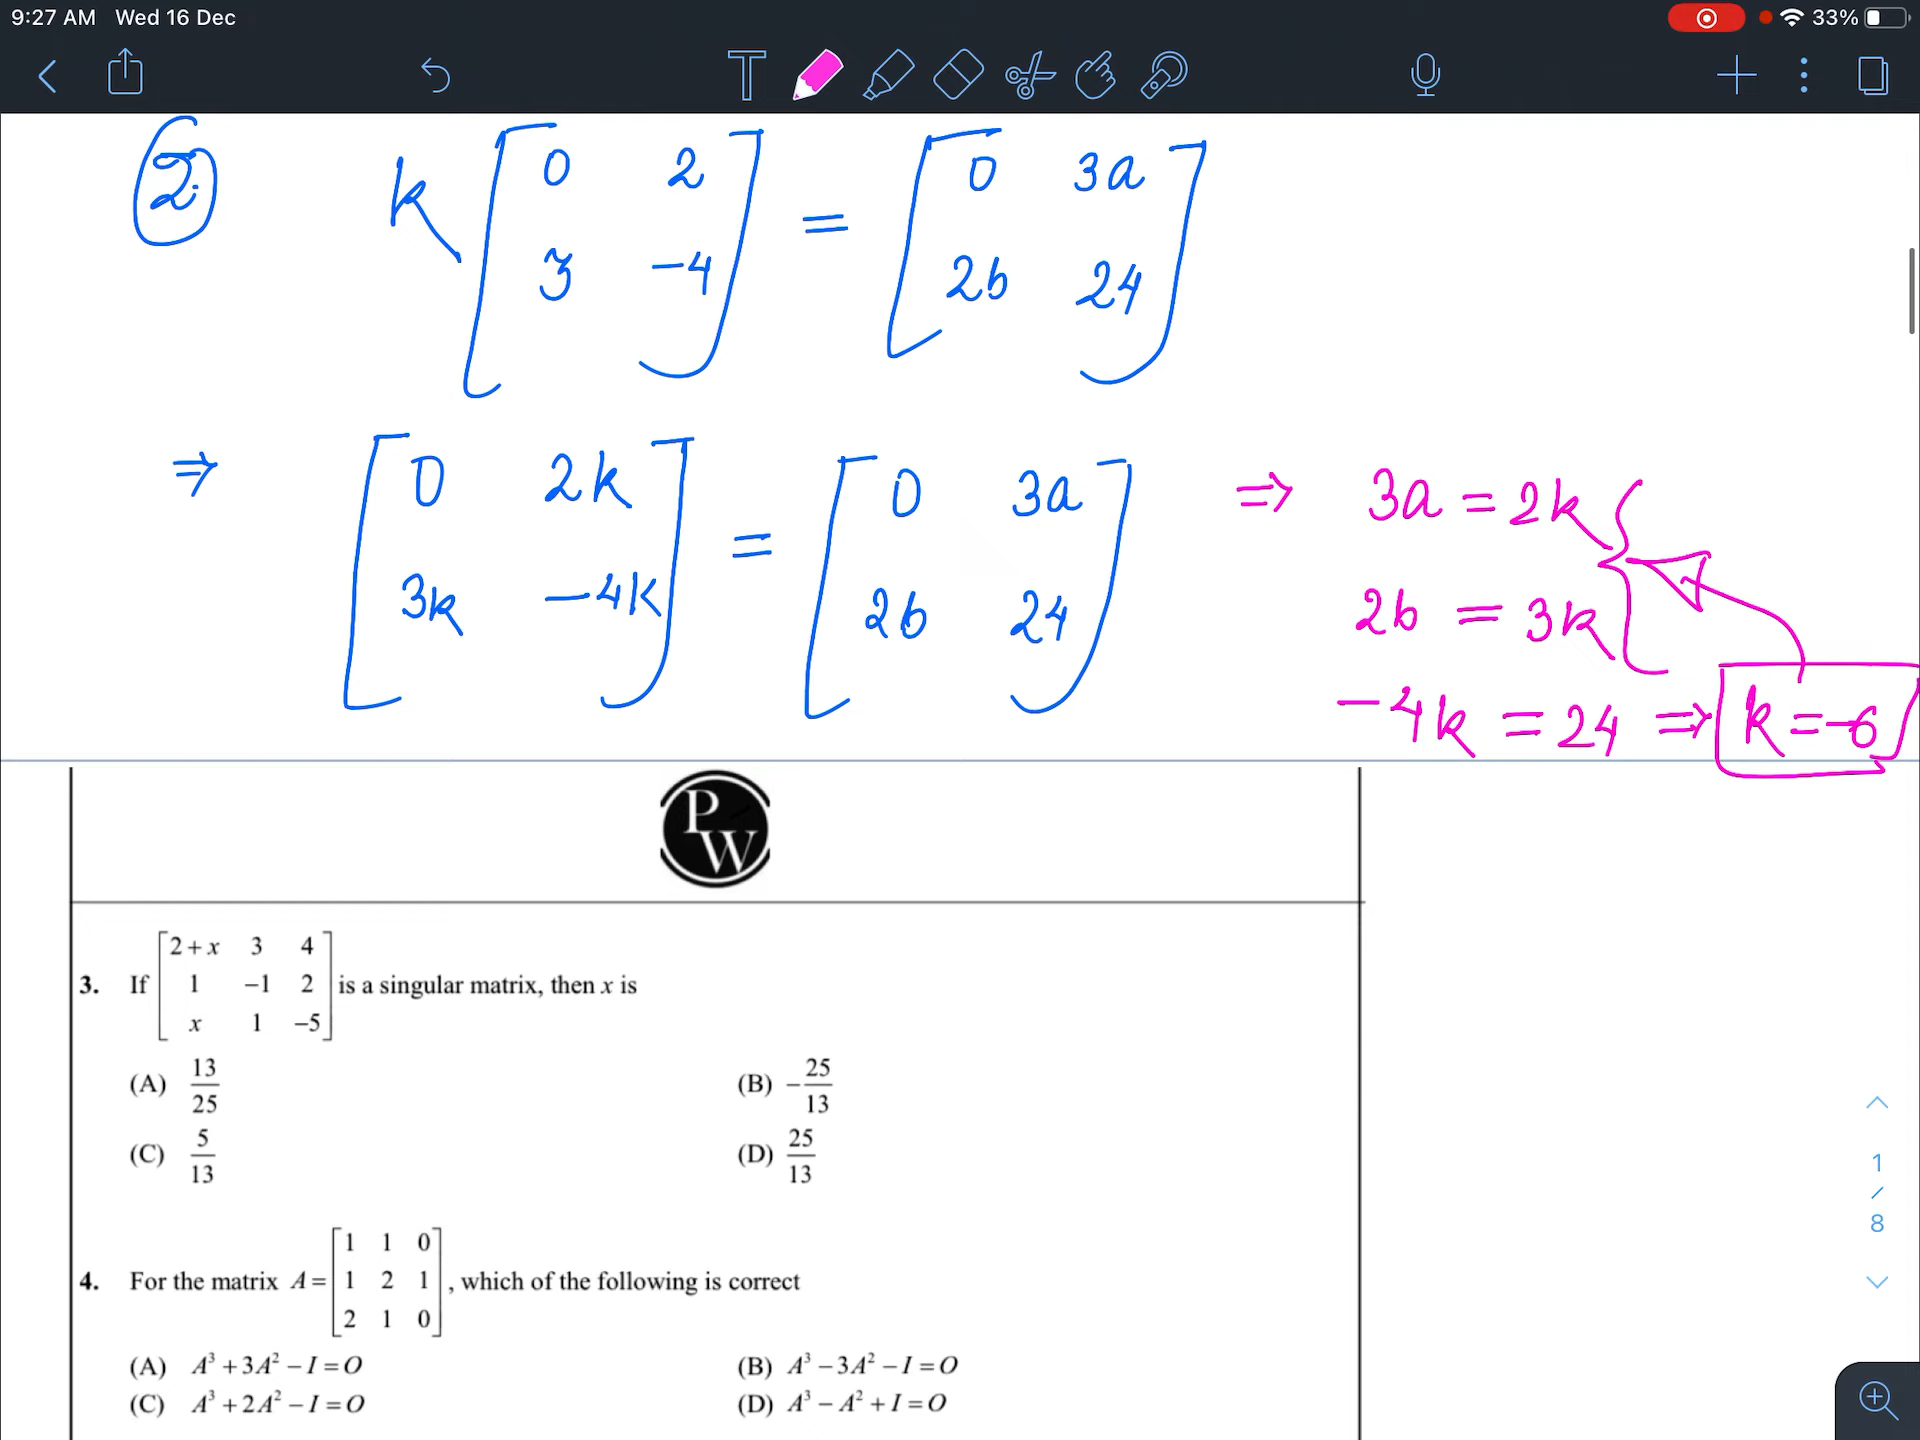 9:27 AM Wed 16 Dec 33%
T
2. k [ 0 2 ; 3 -4 ] = [ 0 3a ; 2b 24 ]
⇒ [ 0 2k ; 3k -4k ] = [ 0 3a ; 2b 24 ] ⇒ 3a = 2k
2b = 3k
-4k = 24 ⇒ k = -6
PW
3. If [ 2+x 3 4 ; 1 -1 2 ; x 1 -5 ] is a singular matrix, then x is
(A) 13/25 (B) -25/13
(C) 5/13 (D) 25/13
4. For the matrix A = [ 1 1 0 ; 1 2 1 ; 2 1 0 ], which of the following is correct
(A) A³ + 3A² – I = O (B) A³ – 3A² – I = O
(C) A³ + 2A² – I = O (D) A³ – A² + I = O
1
/
8